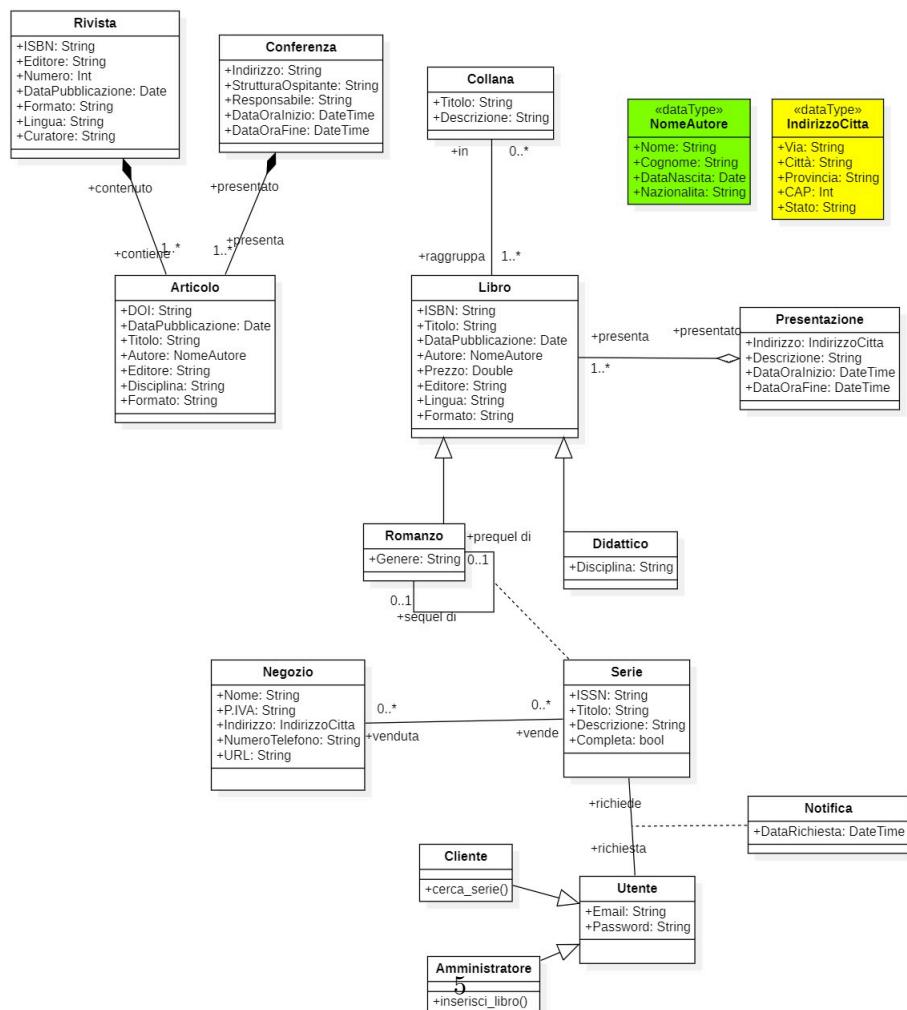 Rivista
+ISBN: String
+Editore: String
+Numero: Int
+DataPubblicazione: Date
+Formato: String
+Lingua: String
+Curatore: String
Conferenza
+Indirizzo: String
+StrutturaOspitante: String
+Responsabile: String
+DataOraInizio: DateTime
+DataOraFine: DateTime
Collana
+Titolo: String
+Descrizione: String
«dataType»
NomeAutore
+Nome: String
+Cognome: String
+DataNascita: Date
+Nazionalita: String
«dataType»
IndirizzoCitta
+Via: String
+Città: String
+Provincia: String
+CAP: Int
+Stato: String
+contenuto
+presentato
+in
0..*
+contiene
1..*
1..*
+presenta
+raggruppa
1..*
Articolo
+DOI: String
+DataPubblicazione: Date
+Titolo: String
+Autore: NomeAutore
+Editore: String
+Disciplina: String
+Formato: String
Libro
+ISBN: String
+Titolo: String
+DataPubblicazione: Date
+Autore: NomeAutore
+Prezzo: Double
+Editore: String
+Lingua: String
+Formato: String
+presenta
1..*
+presentato
Presentazione
+Indirizzo: IndirizzoCitta
+Descrizione: String
+DataOraInizio: DateTime
+DataOraFine: DateTime
Romanzo
+Genere: String
+prequel di
0..1
0..1
+sequel di
Didattico
+Disciplina: String
Negozio
+Nome: String
+P.IVA: String
+Indirizzo: IndirizzoCitta
+NumeroTelefono: String
+URL: String
0..*
+venduta
0..*
+vende
Serie
+ISSN: String
+Titolo: String
+Descrizione: String
+Completa: bool
+richiede
+richiesta
Notifica
+DataRichiesta: DateTime
Cliente
+cerca_serie()
Utente
+Email: String
+Password: String
Amministratore
5
+inserisci_libro()